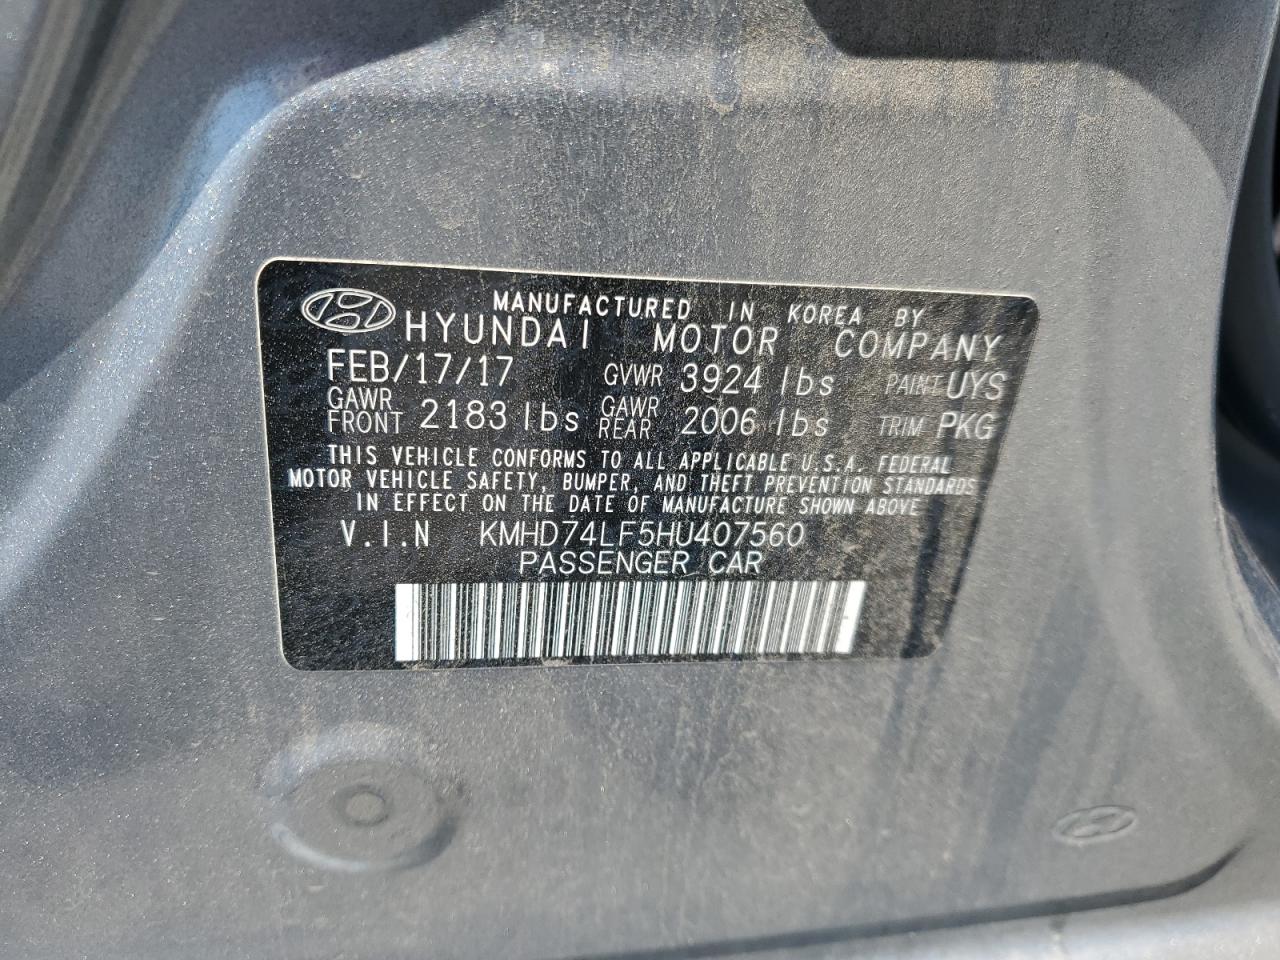 MANUFACTURED IN KOREA BY
HYUNDAI MOTOR COMPANY
FEB/17/17 GVWR 3924 lbs PAINT UYS
GAWR FRONT 2183 lbs GAWR REAR 2006 lbs TRIM PKG
THIS VEHICLE CONFORMS TO ALL APPLICABLE U.S.A. FEDERAL
MOTOR VEHICLE SAFETY, BUMPER, AND THEFT PREVENTION STANDARDS
IN EFFECT ON THE DATE OF MANUFACTURE SHOWN ABOVE
V.I.N KMHD74LF5HU407560
PASSENGER CAR